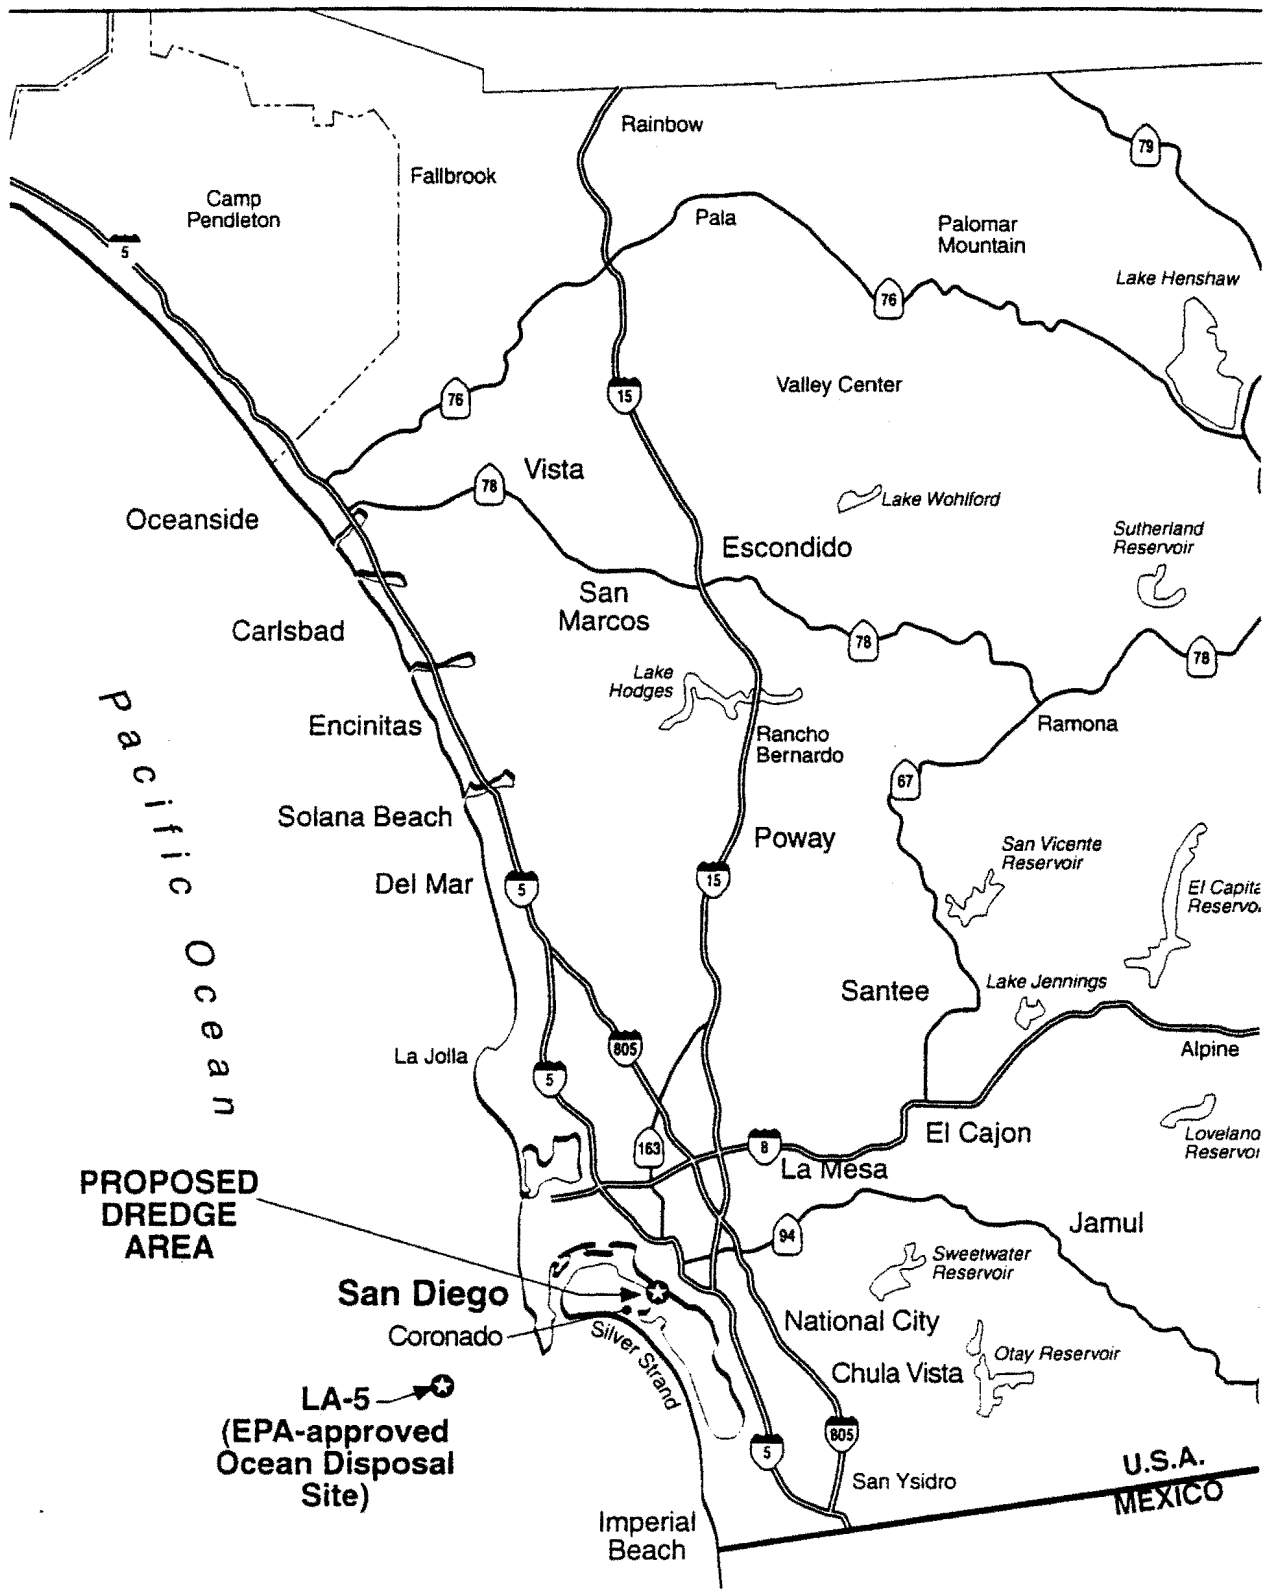 Rainbow
79
Fallbrook
Camp
Pendleton
Pala
Palomar
Mountain
5
Lake Henshaw
76
Valley Center
15
76
Vista
78
Lake Wohlford
Oceanside
Sutherland
Reservoir
Escondido
San
Marcos
Carlsbad
78
78
Lake
Hodges
Pacific Ocean
Encinitas
Ramona
Rancho
Bernardo
67
Solana Beach
Poway
San Vicente
Reservoir
Del Mar
5
15
El Capita
Reservo
Santee
Lake Jennings
La Jolla
805
Alpine
5
163
8
El Cajon
Loveland
Reservoi
La Mesa
PROPOSED
DREDGE
AREA
94
Jamul
Sweetwater
Reservoir
San Diego
Coronado
Silver Strand
National City
Otay Reservoir
Chula Vista
LA-5
(EPA-approved
Ocean Disposal
Site)
805
5
San Ysidro
U.S.A.
MEXICO
Imperial
Beach